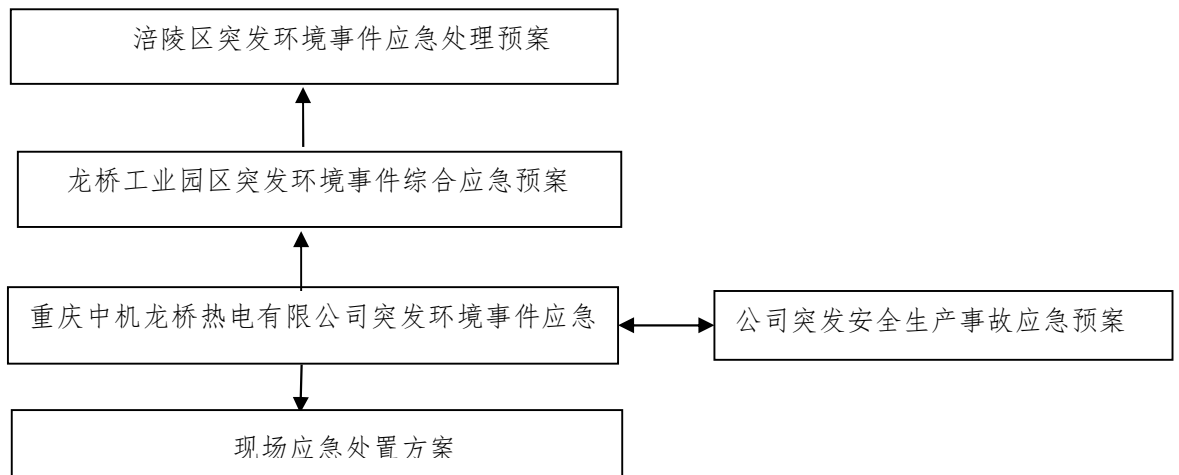 涪陵区突发环境事件应急处理预案
龙桥工业园区突发环境事件综合应急预案
重庆中机龙桥热电有限公司突发环境事件应急
公司突发安全生产事故应急预案
现场应急处置方案